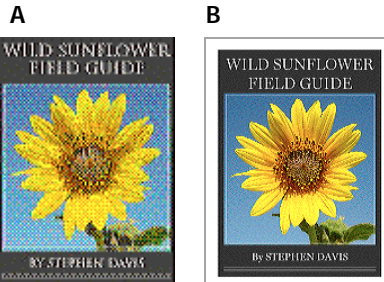 A
B
WILD SUNFLOWER
FIELD GUIDE
BY STEPHEN DAVIS
WILD SUNFLOWER
FIELD GUIDE
By STEPHEN DAVIS